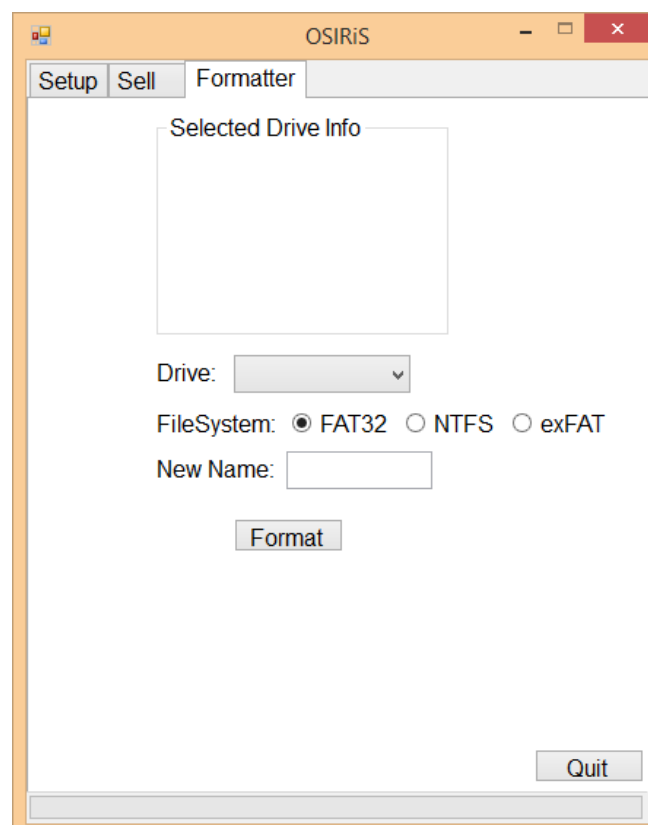 OSIRiS
Setup Sell Formatter
Selected Drive Info
Drive:
FileSystem: FAT32 NTFS exFAT
New Name:
Format
Quit